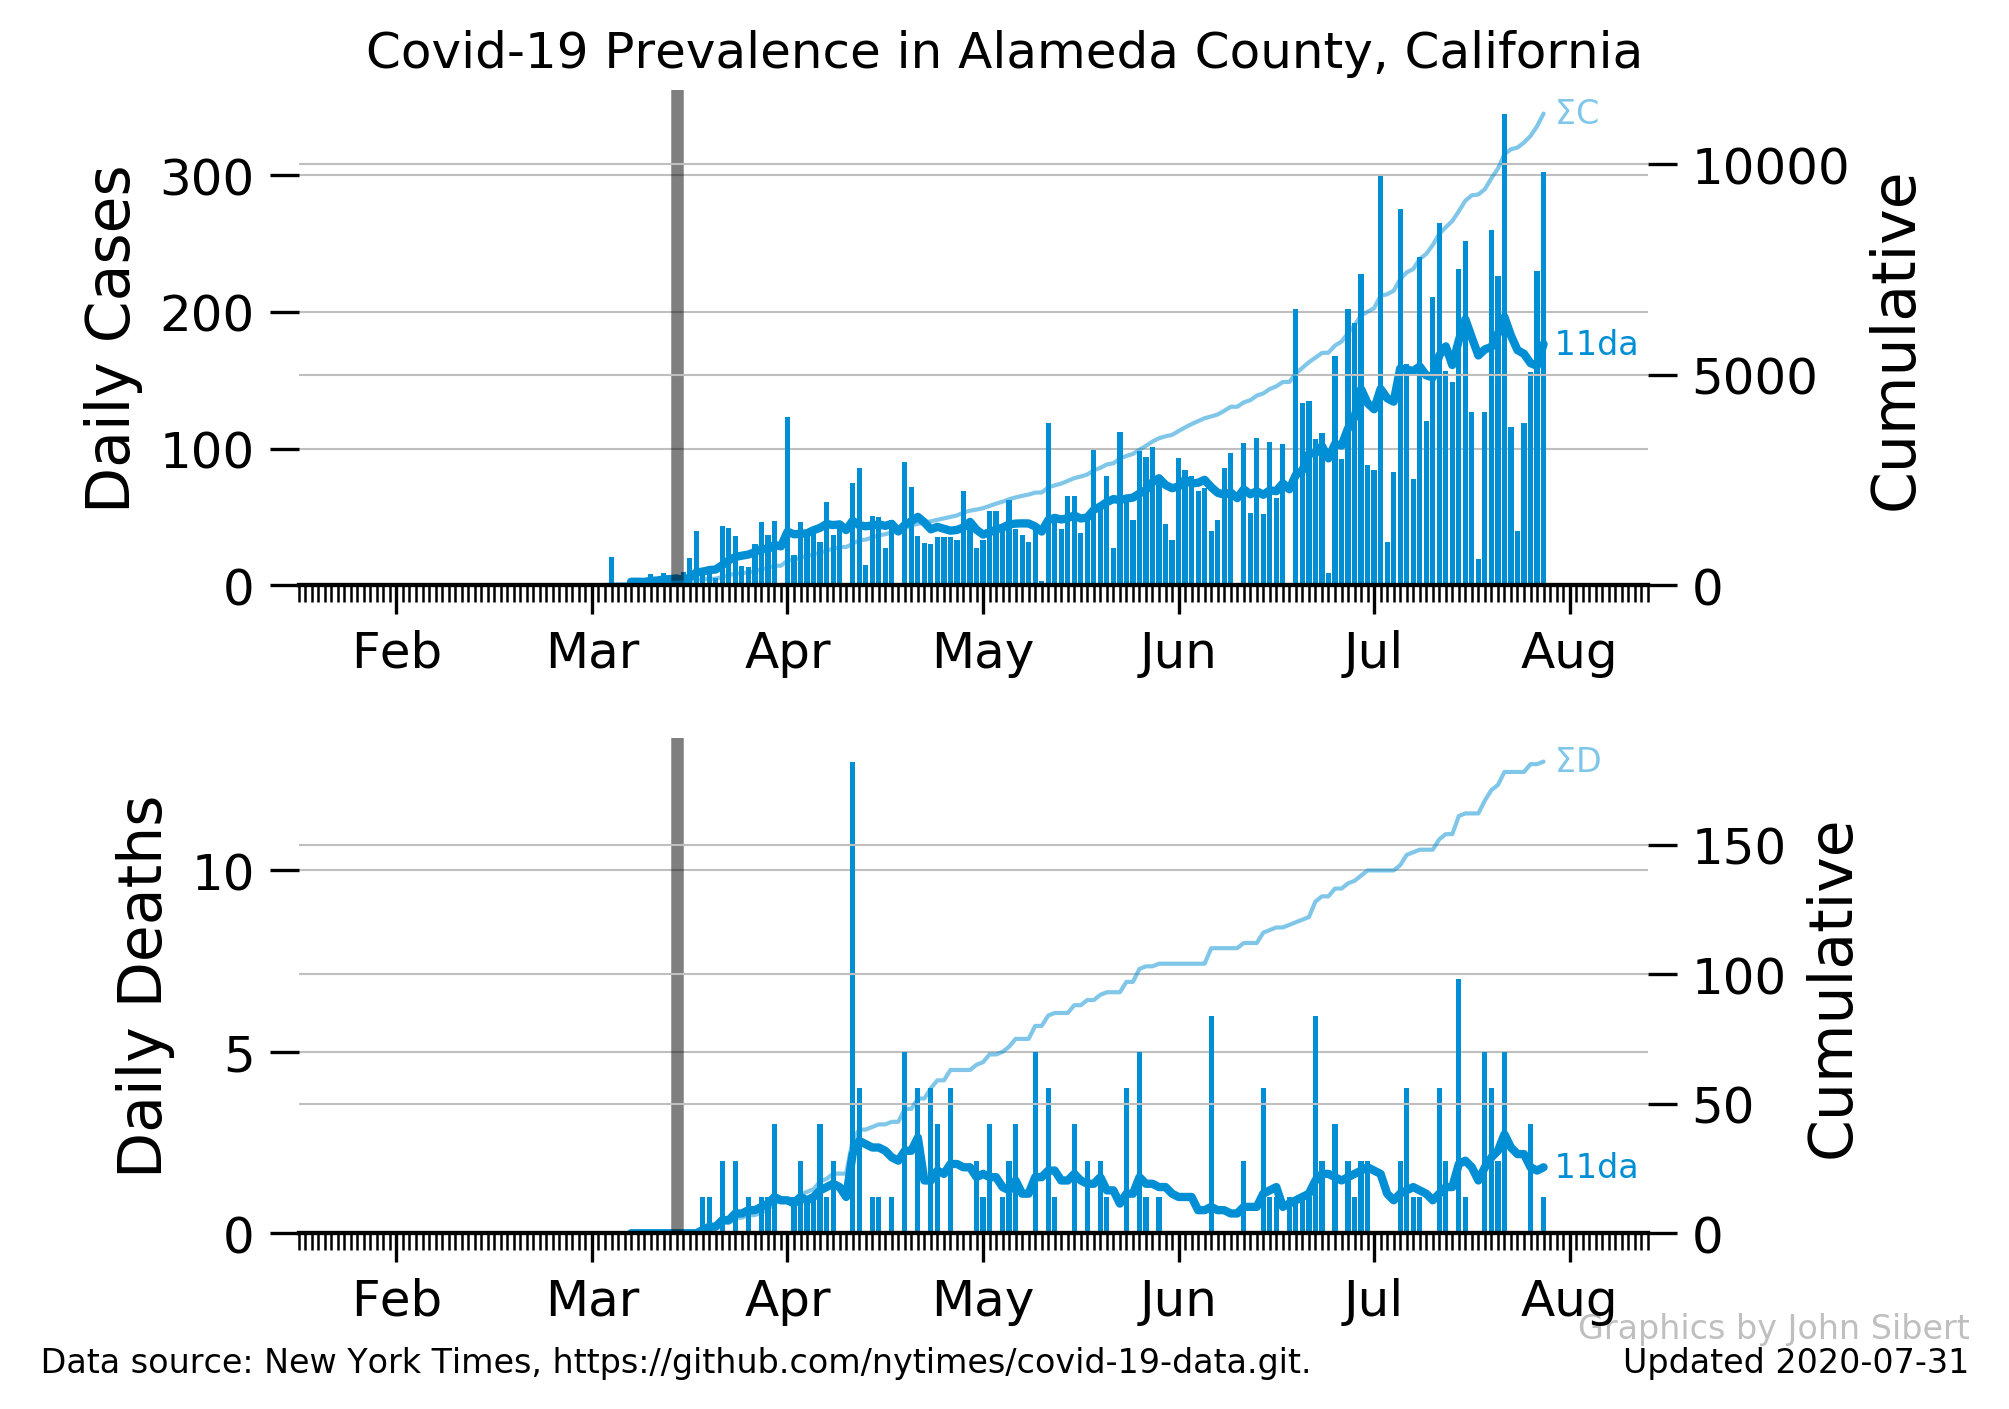 Covid-19 Prevalence in Alameda County, California
Daily Cases
300
200
100
0
10000
5000
0
Cumulative
ΣC
11da
Feb Mar Apr May Jun Jul Aug
Daily Deaths
10
5
0
150
100
50
0
Cumulative
ΣD
11da
Feb Mar Apr May Jun Jul Aug
Graphics by John Sibert
Data source: New York Times, https://github.com/nytimes/covid-19-data.git.
Updated 2020-07-31